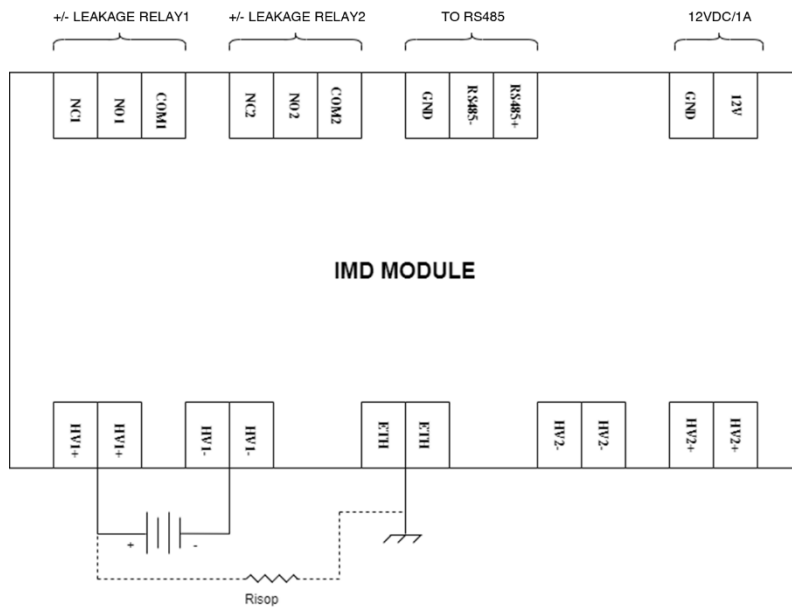 +/- LEAKAGE RELAY1 +/- LEAKAGE RELAY2 TO RS485 12VDC/1A
NC1 NO1 COM1 NC2 NO2 COM2 GND RS485- RS485+ GND 12V
IMD MODULE
HV1+ HV1+ HV1- HV1- ETH ETH HV2- HV2- HV2+ HV2+
+ -
Risop